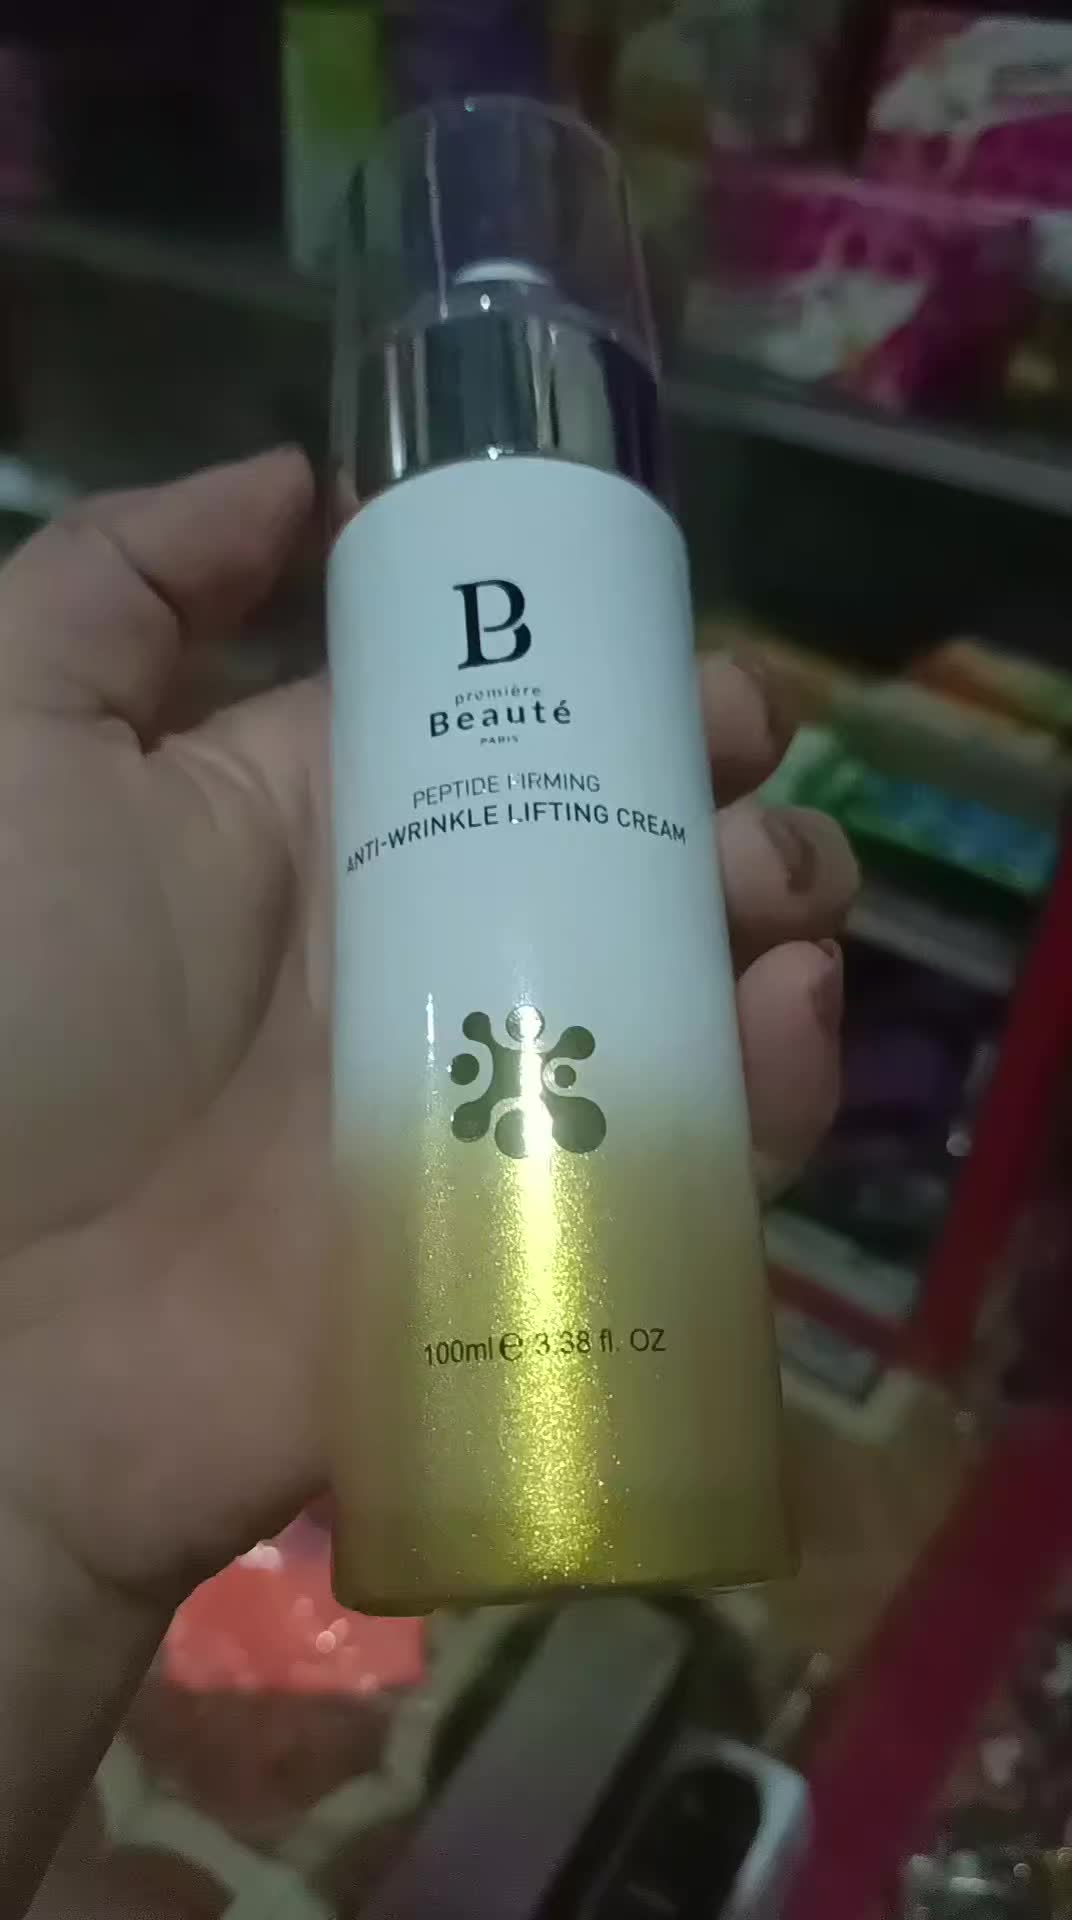 B
première
Beauté
PARIS
PEPTIDE FIRMING
ANTI-WRINKLE LIFTING CREAM
100ml ℮ 3.38 fl. OZ